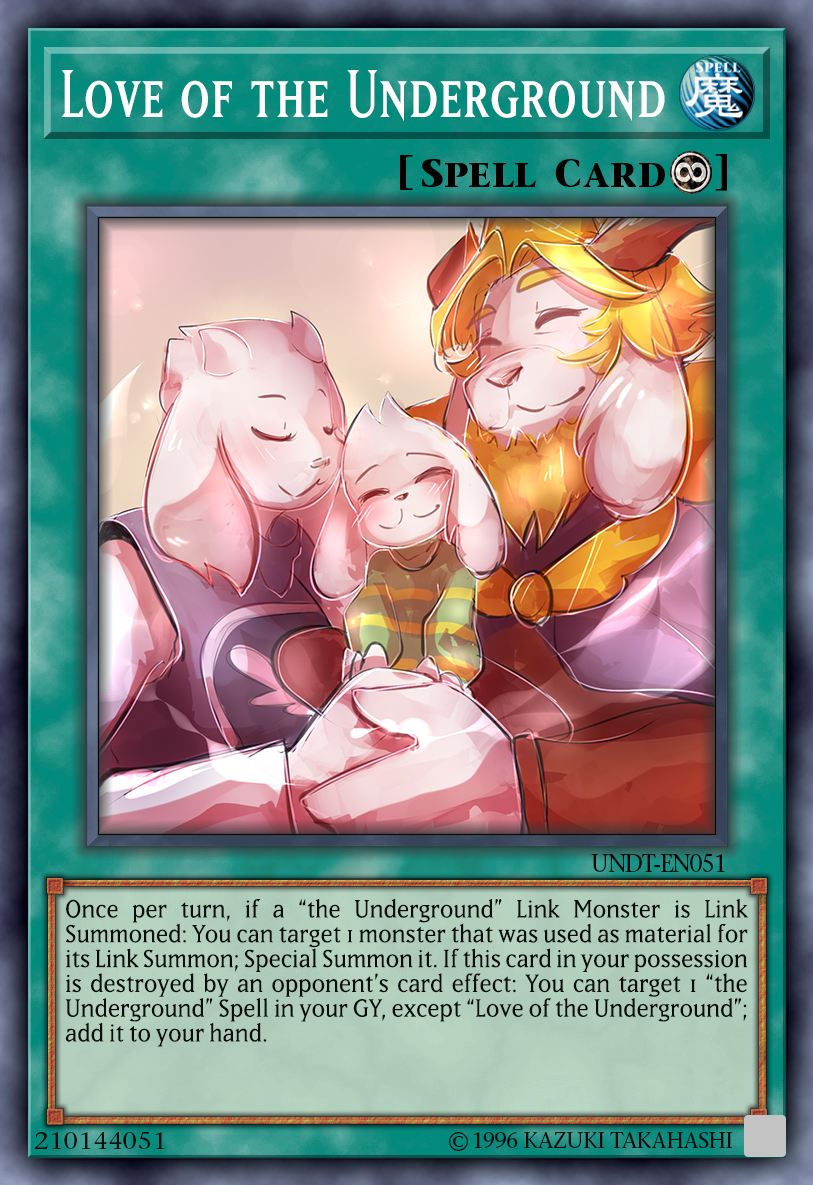 Love of the Underground
SPELL
魔
[Spell Card∞]
UNDT-EN051
Once per turn, if a “the Underground” Link Monster is Link
Summoned: You can target 1 monster that was used as material for
its Link Summon; Special Summon it. If this card in your possession
is destroyed by an opponent’s card effect: You can target 1 “the
Underground” Spell in your GY, except “Love of the Underground”;
add it to your hand.
210144051
© 1996 KAZUKI TAKAHASHI